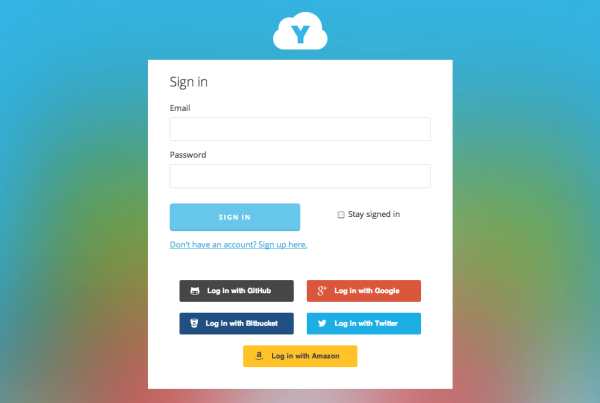 Y
Sign in
Email
Password
SIGN IN
Stay signed in
Don't have an account? Sign up here.
Log in with GitHub
Log in with Google
Log in with Bitbucket
Log in with Twitter
Log in with Amazon